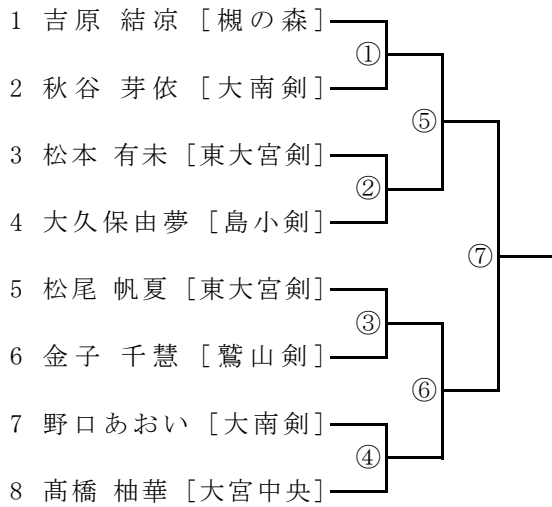 1 吉原 結凉 [槻の森]
①
2 秋谷 芽依 [大南剣]
⑤
3 松本 有未 [東大宮剣]
②
4 大久保由夢 [島小剣]
⑦
5 松尾 帆夏 [東大宮剣]
③
6 金子 千慧 [鷲山剣]
⑥
7 野口あおい [大南剣]
④
8 髙橋 柚華 [大宮中央]